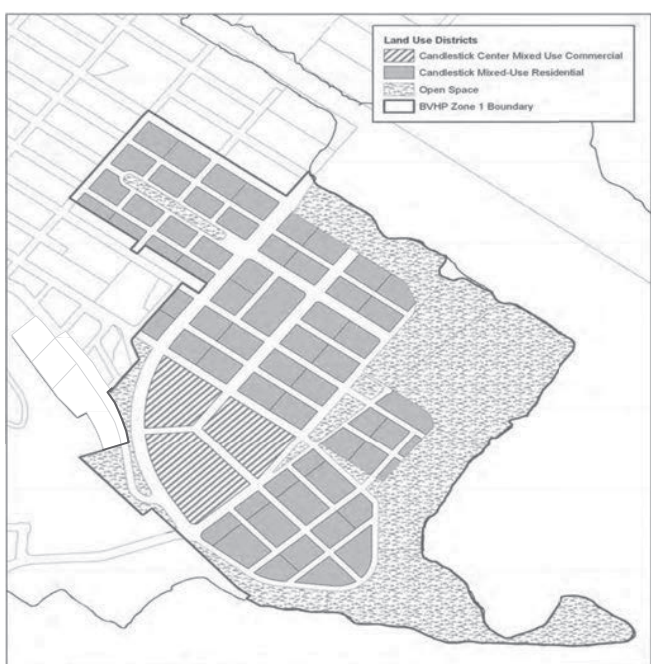 Land Use Districts
Candlestick Center Mixed Use Commercial
Candlestick Mixed-Use Residential
Open Space
BVHP Zone 1 Boundary